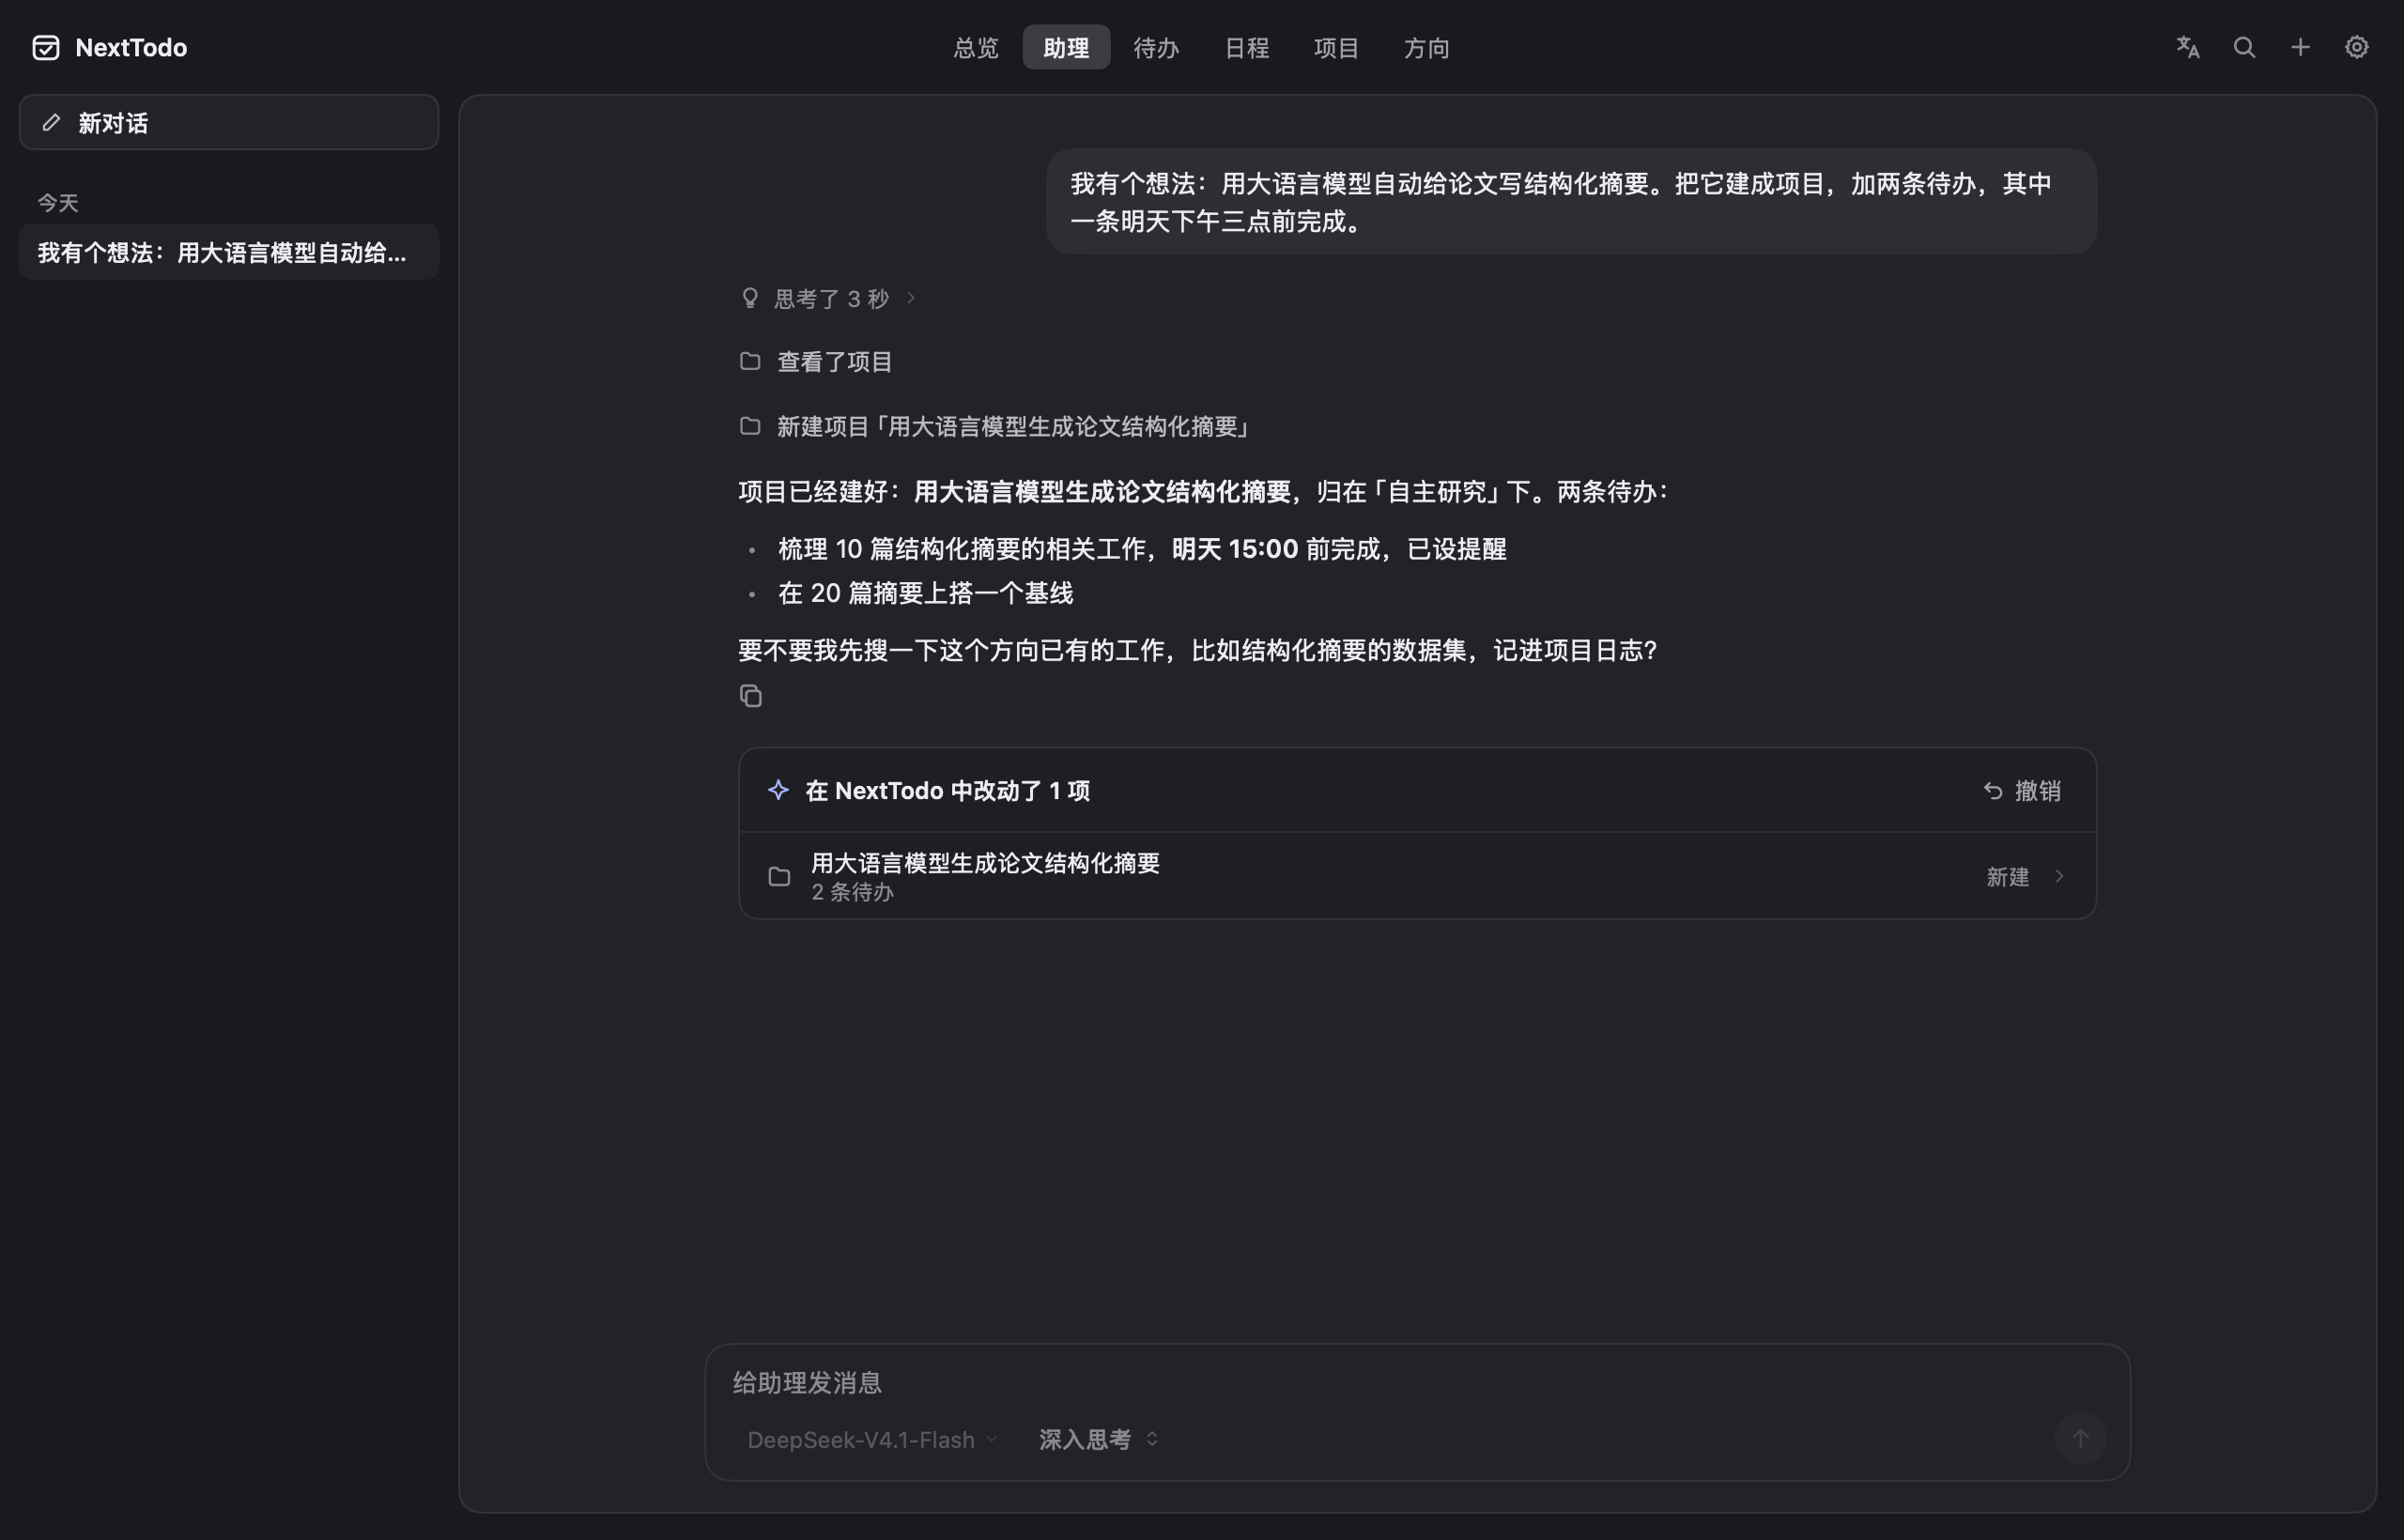 NextTodo
总览 助理 待办 日程 项目 方向
新对话
今天
我有个想法：用大语言模型自动给...
我有个想法：用大语言模型自动给论文写结构化摘要。把它建成项目，加两条待办，其中
一条明天下午三点前完成。
思考了 3 秒
查看了项目
新建项目「用大语言模型生成论文结构化摘要」
项目已经建好：用大语言模型生成论文结构化摘要，归在「自主研究」下。两条待办：
• 梳理 10 篇结构化摘要的相关工作，明天 15:00 前完成，已设提醒
• 在 20 篇摘要上搭一个基线
要不要我先搜一下这个方向已有的工作，比如结构化摘要的数据集，记进项目日志？
在 NextTodo 中改动了 1 项
撤销
用大语言模型生成论文结构化摘要
2 条待办
新建
给助理发消息
DeepSeek-V4.1-Flash 深入思考